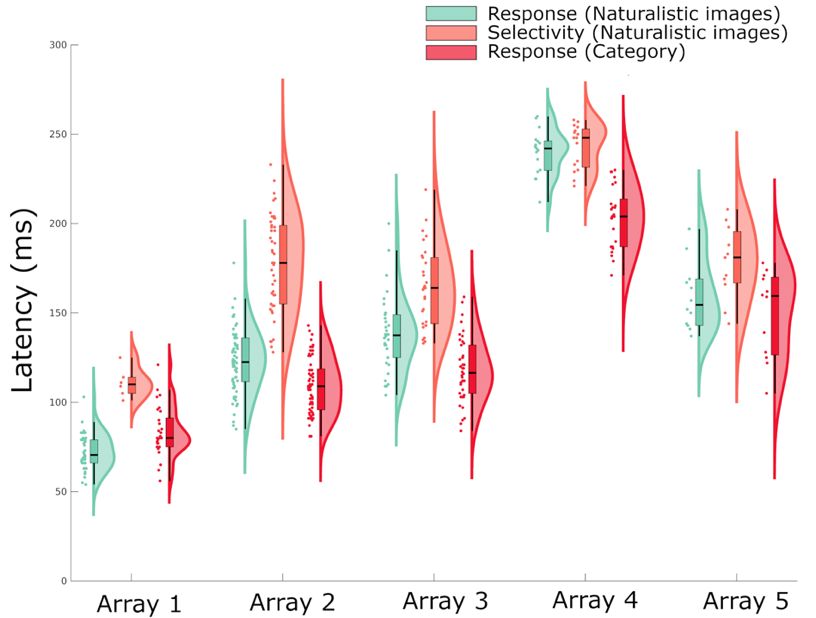 Response (Naturalistic images)
Selectivity (Naturalistic images)
Response (Category)
Latency (ms)
300
250
200
150
100
50
0
Array 1
Array 2
Array 3
Array 4
Array 5